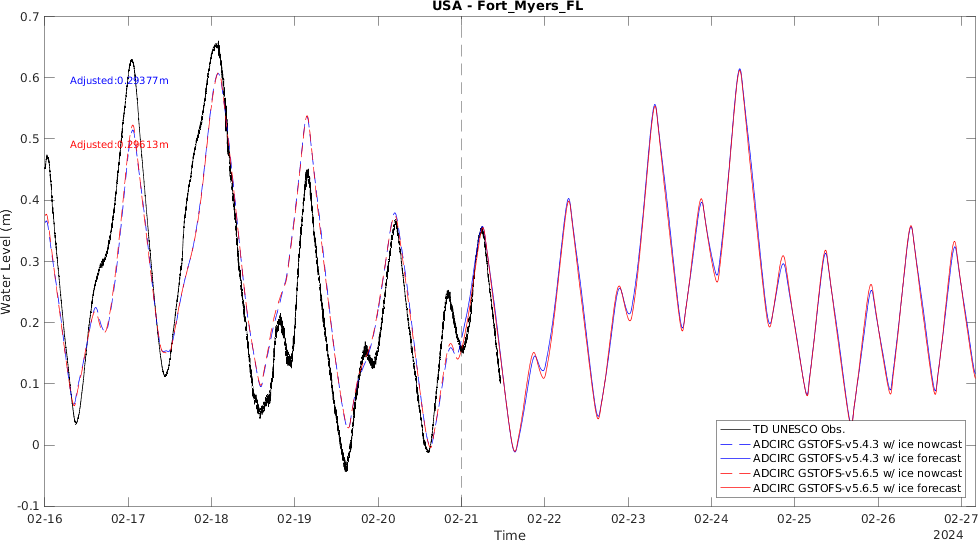 USA - Fort_Myers_FL
0.7
0.6
0.5
0.4
0.3
0.2
0.1
0
-0.1
Water Level (m)
Adjusted:0.29377m
Adjusted:0.29613m
TD UNESCO Obs.
ADCIRC GSTOFS-v5.4.3 w/ ice nowcast
ADCIRC GSTOFS-v5.4.3 w/ ice forecast
ADCIRC GSTOFS-v5.6.5 w/ ice nowcast
ADCIRC GSTOFS-v5.6.5 w/ ice forecast
02-16 02-17 02-18 02-19 02-20 02-21 02-22 02-23 02-24 02-25 02-26 02-27
Time
2024